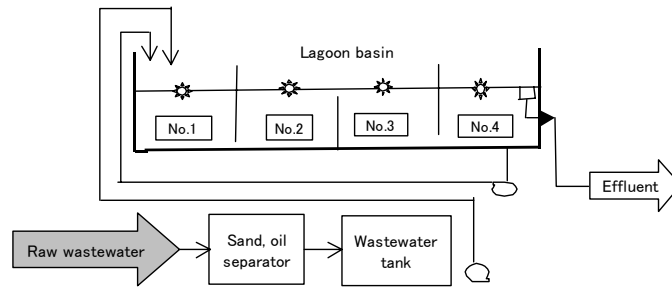 Lagoon basin
No.1
No.2
No.3
No.4
Effluent
Raw wastewater
Sand, oil
separator
Wastewater
tank